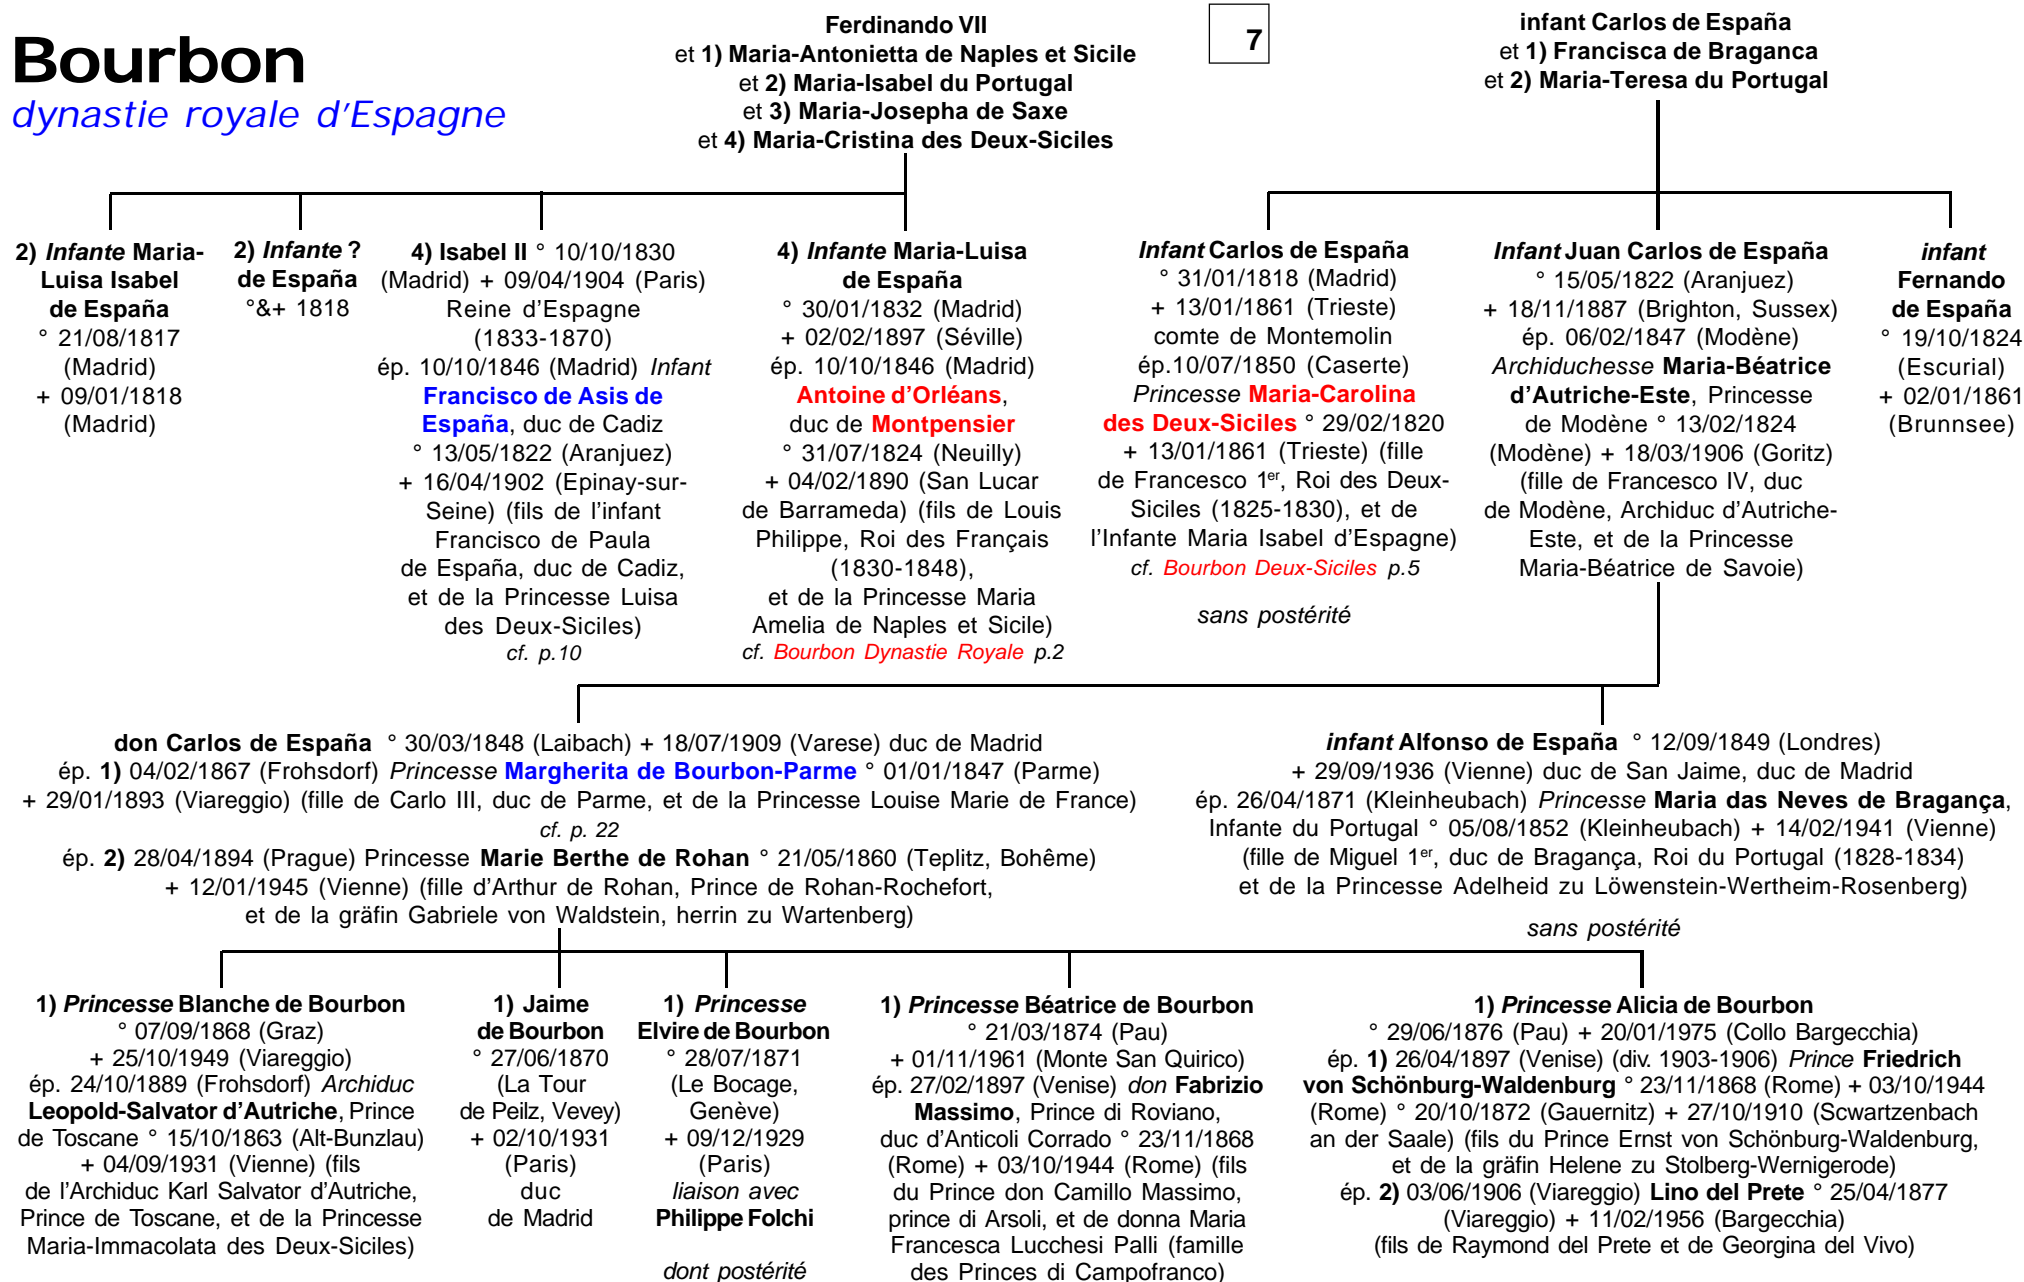 Bourbon
dynastie royale d'Espagne
Ferdinando VII
et 1) Maria-Antonietta de Naples et Sicile
et 2) Maria-Isabel du Portugal
et 3) Maria-Josepha de Saxe
et 4) Maria-Cristina des Deux-Siciles
7
infant Carlos de España
et 1) Francisca de Braganca
et 2) Maria-Teresa du Portugal
2) Infante Maria-
Luisa Isabel
de España
° 21/08/1817
(Madrid)
+ 09/01/1818
(Madrid)
2) Infante ?
de España
°&+ 1818
4) Isabel II ° 10/10/1830
(Madrid) + 09/04/1904 (Paris)
Reine d'Espagne
(1833-1870)
ép. 10/10/1846 (Madrid) Infant
Francisco de Asis de
España, duc de Cadiz
° 13/05/1822 (Aranjuez)
+ 16/04/1902 (Epinay-sur-
Seine) (fils de l'infant
Francisco de Paula
de España, duc de Cadiz,
et de la Princesse Luisa
des Deux-Siciles)
cf. p.10
4) Infante Maria-Luisa
de España
° 30/01/1832 (Madrid)
+ 02/02/1897 (Séville)
ép. 10/10/1846 (Madrid)
Antoine d'Orléans,
duc de Montpensier
° 31/07/1824 (Neuilly)
+ 04/02/1890 (San Lucar
de Barrameda) (fils de Louis
Philippe, Roi des Français
(1830-1848),
et de la Princesse Maria
Amelia de Naples et Sicile)
cf. Bourbon Dynastie Royale p.2
Infant Carlos de España
° 31/01/1818 (Madrid)
+ 13/01/1861 (Trieste)
comte de Montemolin
ép.10/07/1850 (Caserte)
Princesse Maria-Carolina
des Deux-Siciles ° 29/02/1820
+ 13/01/1861 (Trieste) (fille
de Francesco 1er, Roi des Deux-
Siciles (1825-1830), et de
l'Infante Maria Isabel d'Espagne)
cf. Bourbon Deux-Siciles p.5
sans postérité
Infant Juan Carlos de España
° 15/05/1822 (Aranjuez)
+ 18/11/1887 (Brighton, Sussex)
ép. 06/02/1847 (Modène)
Archiduchesse Maria-Béatrice
d'Autriche-Este, Princesse
de Modène ° 13/02/1824
(Modène) + 18/03/1906 (Goritz)
(fille de Francesco IV, duc
de Modène, Archiduc d'Autriche-
Este, et de la Princesse
Maria-Béatrice de Savoie)
infant
Fernando
de España
° 19/10/1824
(Escurial)
+ 02/01/1861
(Brunnsee)
don Carlos de España ° 30/03/1848 (Laibach) + 18/07/1909 (Varese) duc de Madrid
ép. 1) 04/02/1867 (Frohsdorf) Princesse Margherita de Bourbon-Parme ° 01/01/1847 (Parme)
+ 29/01/1893 (Viareggio) (fille de Carlo III, duc de Parme, et de la Princesse Louise Marie de France)
cf. p. 22
ép. 2) 28/04/1894 (Prague) Princesse Marie Berthe de Rohan ° 21/05/1860 (Teplitz, Bohême)
+ 12/01/1945 (Vienne) (fille d'Arthur de Rohan, Prince de Rohan-Rochefort,
et de la gräfin Gabriele von Waldstein, herrin zu Wartenberg)
infant Alfonso de España ° 12/09/1849 (Londres)
+ 29/09/1936 (Vienne) duc de San Jaime, duc de Madrid
ép. 26/04/1871 (Kleinheubach) Princesse Maria das Neves de Bragança,
Infante du Portugal ° 05/08/1852 (Kleinheubach) + 14/02/1941 (Vienne)
(fille de Miguel 1er, duc de Bragança, Roi du Portugal (1828-1834)
et de la Princesse Adelheid zu Löwenstein-Wertheim-Rosenberg)
sans postérité
1) Princesse Blanche de Bourbon
° 07/09/1868 (Graz)
+ 25/10/1949 (Viareggio)
ép. 24/10/1889 (Frohsdorf) Archiduc
Leopold-Salvator d'Autriche, Prince
de Toscane ° 15/10/1863 (Alt-Bunzlau)
+ 04/09/1931 (Vienne) (fils
de l'Archiduc Karl Salvator d'Autriche,
Prince de Toscane, et de la Princesse
Maria-Immacolata des Deux-Siciles)
1) Jaime
de Bourbon
° 27/06/1870
(La Tour
de Peilz, Vevey)
+ 02/10/1931
(Paris)
duc
de Madrid
1) Princesse
Elvire de Bourbon
° 28/07/1871
(Le Bocage,
Genève)
+ 09/12/1929
(Paris)
liaison avec
Philippe Folchi
dont postérité
1) Princesse Béatrice de Bourbon
° 21/03/1874 (Pau)
+ 01/11/1961 (Monte San Quirico)
ép. 27/02/1897 (Venise) don Fabrizio
Massimo, Prince di Roviano,
duc d'Anticoli Corrado ° 23/11/1868
(Rome) + 03/10/1944 (Rome) (fils
du Prince don Camillo Massimo,
prince di Arsoli, et de donna Maria
Francesca Lucchesi Palli (famille
des Princes di Campofranco)
1) Princesse Alicia de Bourbon
° 29/06/1876 (Pau) + 20/01/1975 (Collo Bargecchia)
ép. 1) 26/04/1897 (Venise) (div. 1903-1906) Prince Friedrich
von Schönburg-Waldenburg ° 23/11/1868 (Rome) + 03/10/1944
(Rome) ° 20/10/1872 (Gauernitz) + 27/10/1910 (Scwartzenbach
an der Saale) (fils du Prince Ernst von Schönburg-Waldenburg,
et de la gräfin Helene zu Stolberg-Wernigerode)
ép. 2) 03/06/1906 (Viareggio) Lino del Prete ° 25/04/1877
(Viareggio) + 11/02/1956 (Bargecchia)
(fils de Raymond del Prete et de Georgina del Vivo)